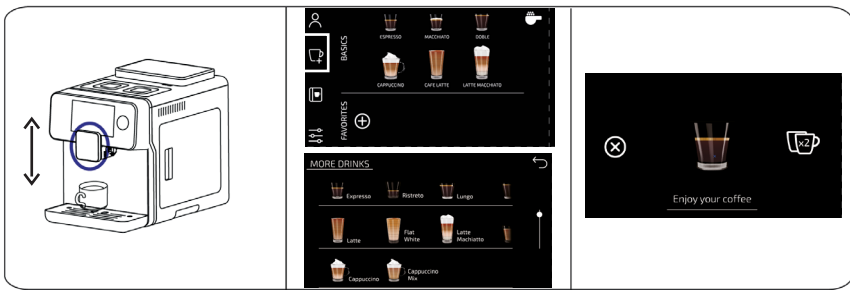 BASICS
ESPRESSO MACCHIATO DOBLE
CAPPUCCINO CAFE LATTE LATTE MACCHIATO
FAVORITES
MORE DRINKS
Expresso Ristreto Lungo
Latte Flat White Latte Machiatto
Cappuccino Cappuccino Mix
x2
Enjoy your coffee